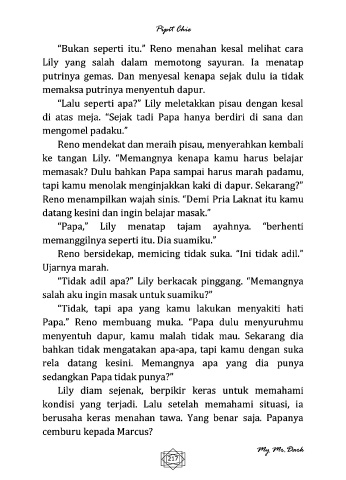 Pipit Chie
“Bukan seperti itu.” Reno menahan kesal melihat cara
Lily yang salah dalam memotong sayuran. Ia menatap
putrinya gemas. Dan menyesal kenapa sejak dulu ia tidak
memaksa putrinya menyentuh dapur.
“Lalu seperti apa?” Lily meletakkan pisau dengan kesal
di atas meja. “Sejak tadi Papa hanya berdiri di sana dan
mengomel padaku.”
Reno mendekat dan meraih pisau, menyerahkan kembali
ke tangan Lily. “Memangnya kenapa kamu harus belajar
memasak? Dulu bahkan Papa sampai harus marah padamu,
tapi kamu menolak menginjakkan kaki di dapur. Sekarang?”
Reno menampilkan wajah sinis. “Demi Pria Laknat itu kamu
datang kesini dan ingin belajar masak.”
“Papa,” Lily menatap tajam ayahnya. “berhenti
memanggilnya seperti itu. Dia suamiku.”
Reno bersidekap, memicing tidak suka. “Ini tidak adil.”
Ujarnya marah.
“Tidak adil apa?” Lily berkacak pinggang. “Memangnya
salah aku ingin masak untuk suamiku?”
“Tidak, tapi apa yang kamu lakukan menyakiti hati
Papa.” Reno membuang muka. “Papa dulu menyuruhmu
menyentuh dapur, kamu malah tidak mau. Sekarang dia
bahkan tidak mengatakan apa-apa, tapi kamu dengan suka
rela datang kesini. Memangnya apa yang dia punya
sedangkan Papa tidak punya?”
Lily diam sejenak, berpikir keras untuk memahami
kondisi yang terjadi. Lalu setelah memahami situasi, ia
berusaha keras menahan tawa. Yang benar saja. Papanya
cemburu kepada Marcus?
My Mr. Dark
217